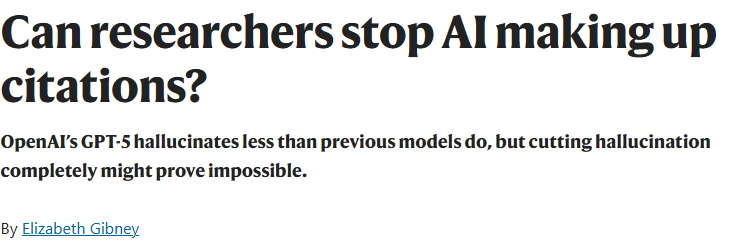 Can researchers stop AI making up
citations?
OpenAI’s GPT-5 hallucinates less than previous models do, but cutting hallucination
completely might prove impossible.
By Elizabeth Gibney